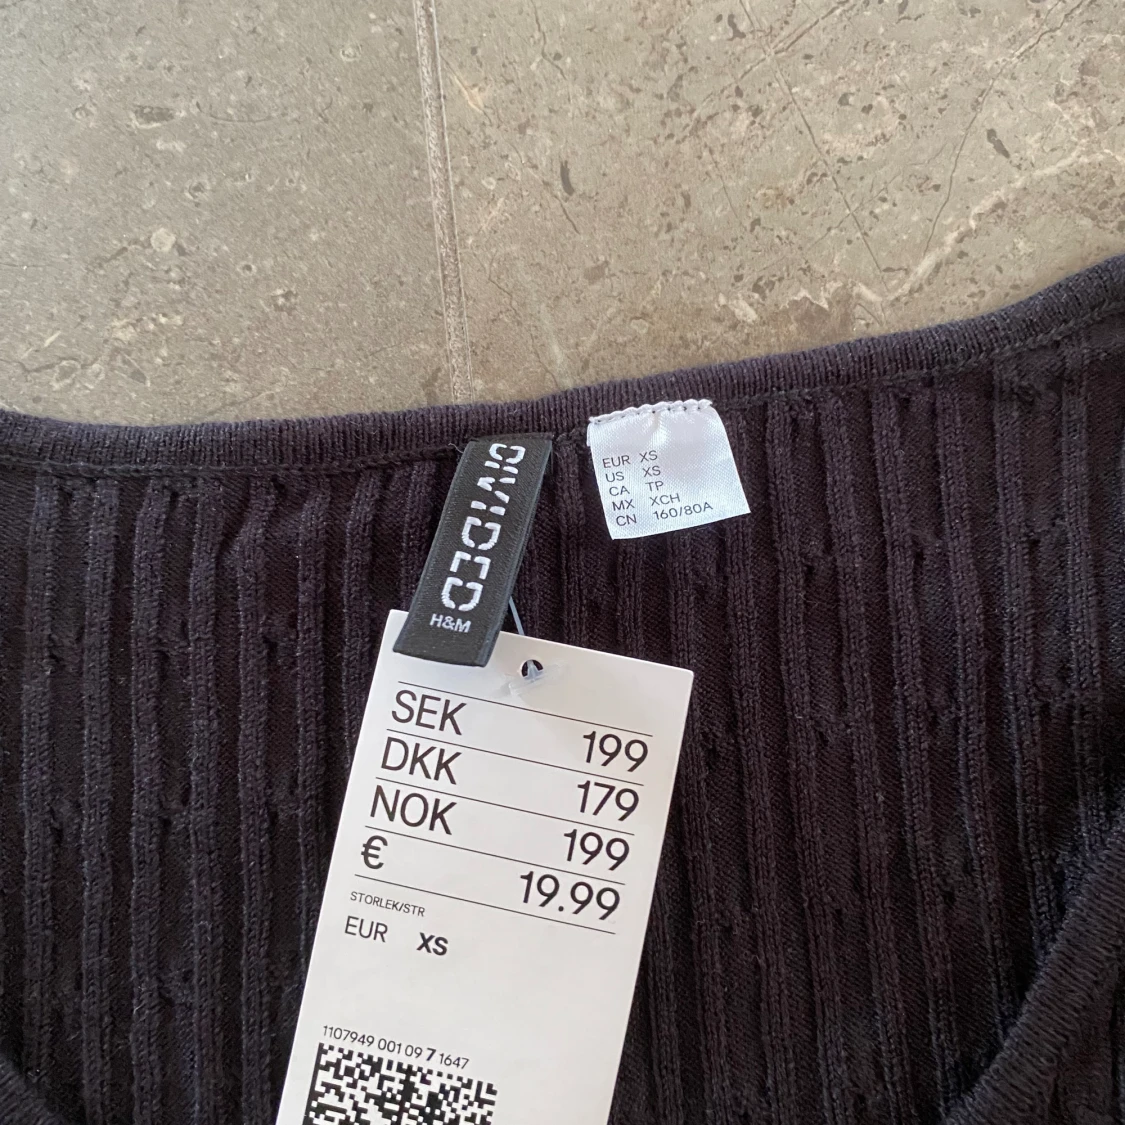 DIVIDED
H&M
EUR XS
US XS
CA TP
MX XCH
CN 160/80A
SEK 199
DKK 179
NOK 199
€ 19.99
STORLEK/STR
EUR XS
1107949 001 09 7 1647